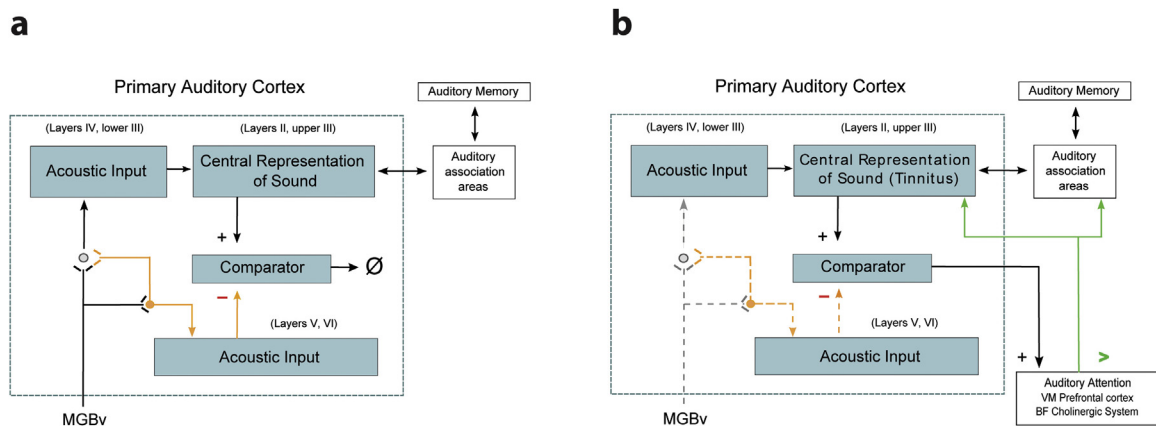 a
Primary Auditory Cortex
Auditory Memory
(Layers IV, lower III)
(Layers II, upper III)
Acoustic Input
Central Representation
of Sound
Auditory
association
areas
+
Comparator
Ø
–
(Layers V, VI)
Acoustic Input
MGBv
b
Primary Auditory Cortex
Auditory Memory
(Layers IV, lower III)
(Layers II, upper III)
Acoustic Input
Central Representation
of Sound (Tinnitus)
Auditory
association
areas
+
Comparator
–
(Layers V, VI)
Acoustic Input
+
>
Auditory Attention
VM Prefrontal cortex
BF Cholinergic System
MGBv